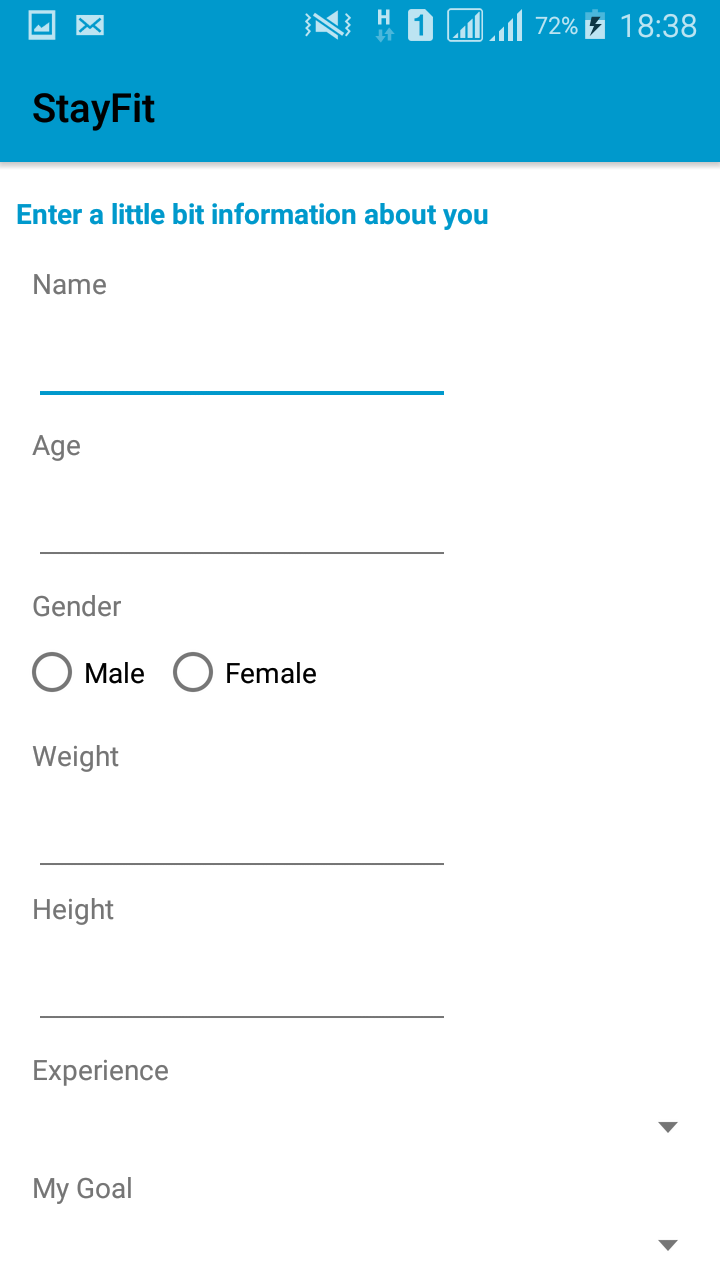 H 1 72% 18:38
StayFit
Enter a little bit information about you
Name
Age
Gender
Male Female
Weight
Height
Experience
My Goal